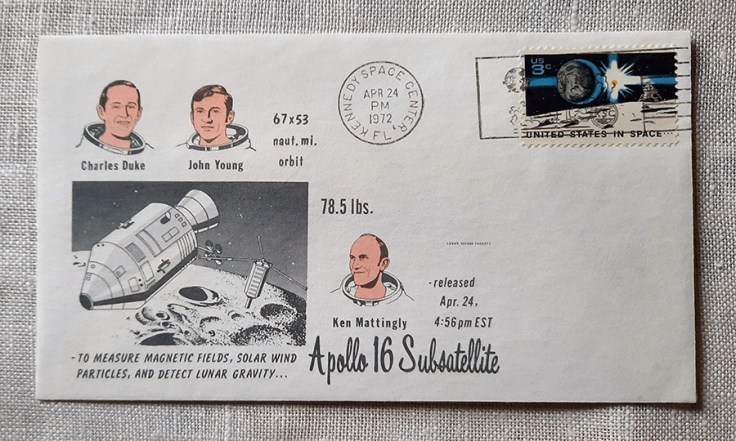 Charles Duke
John Young
67x53
naut. mi.
orbit
KENNEDY SPACE CENTER
APR 24
PM
1972
FL
US
3c
UNITED STATES IN SPACE...
78.5 lbs.
Ken Mattingly
-released
Apr. 24,
4:56pm EST
- TO MEASURE MAGNETIC FIELDS, SOLAR WIND
PARTICLES, AND DETECT LUNAR GRAVITY...
Apollo 16 Subsatellite